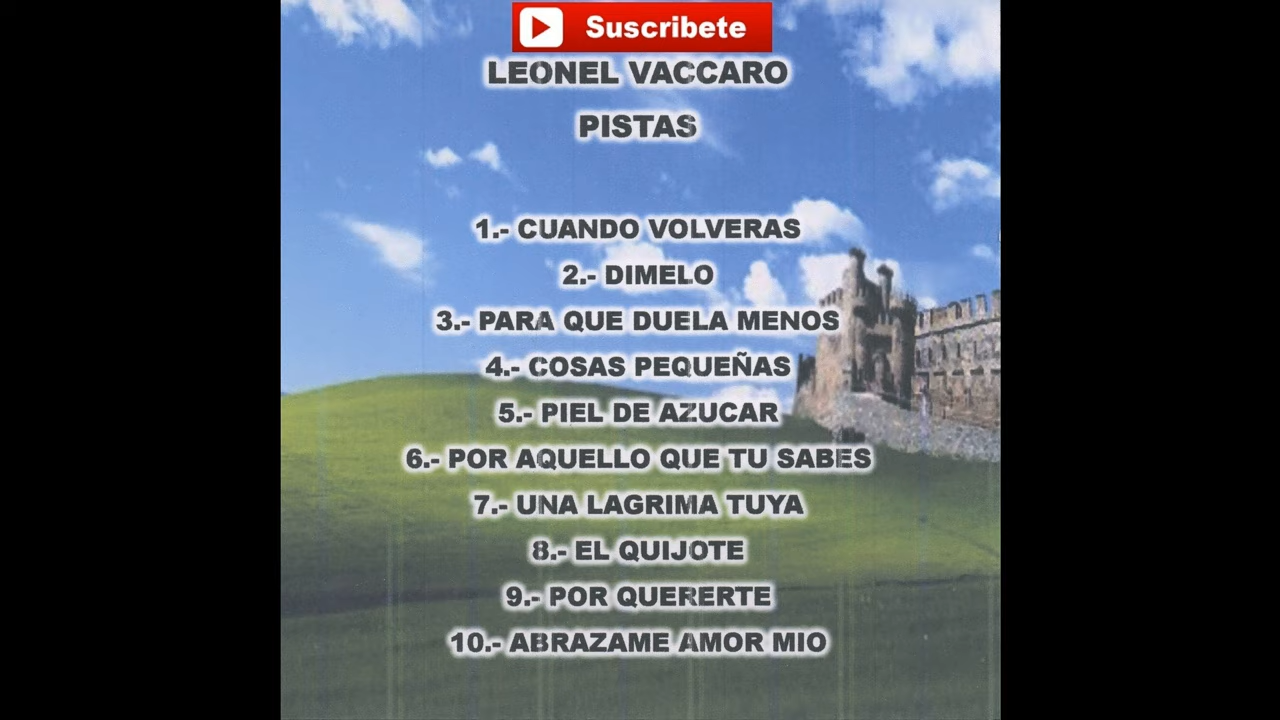 Suscribete
LEONEL VACCARO
PISTAS
1.- CUANDO VOLVERAS
2.- DIMELO
3.- PARA QUE DUELA MENOS
4.- COSAS PEQUEÑAS
5.- PIEL DE AZUCAR
6.- POR AQUELLO QUE TU SABES
7.- UNA LAGRIMA TUYA
8.- EL QUIJOTE
9.- POR QUERERTE
10.- ABRAZAME AMOR MIO